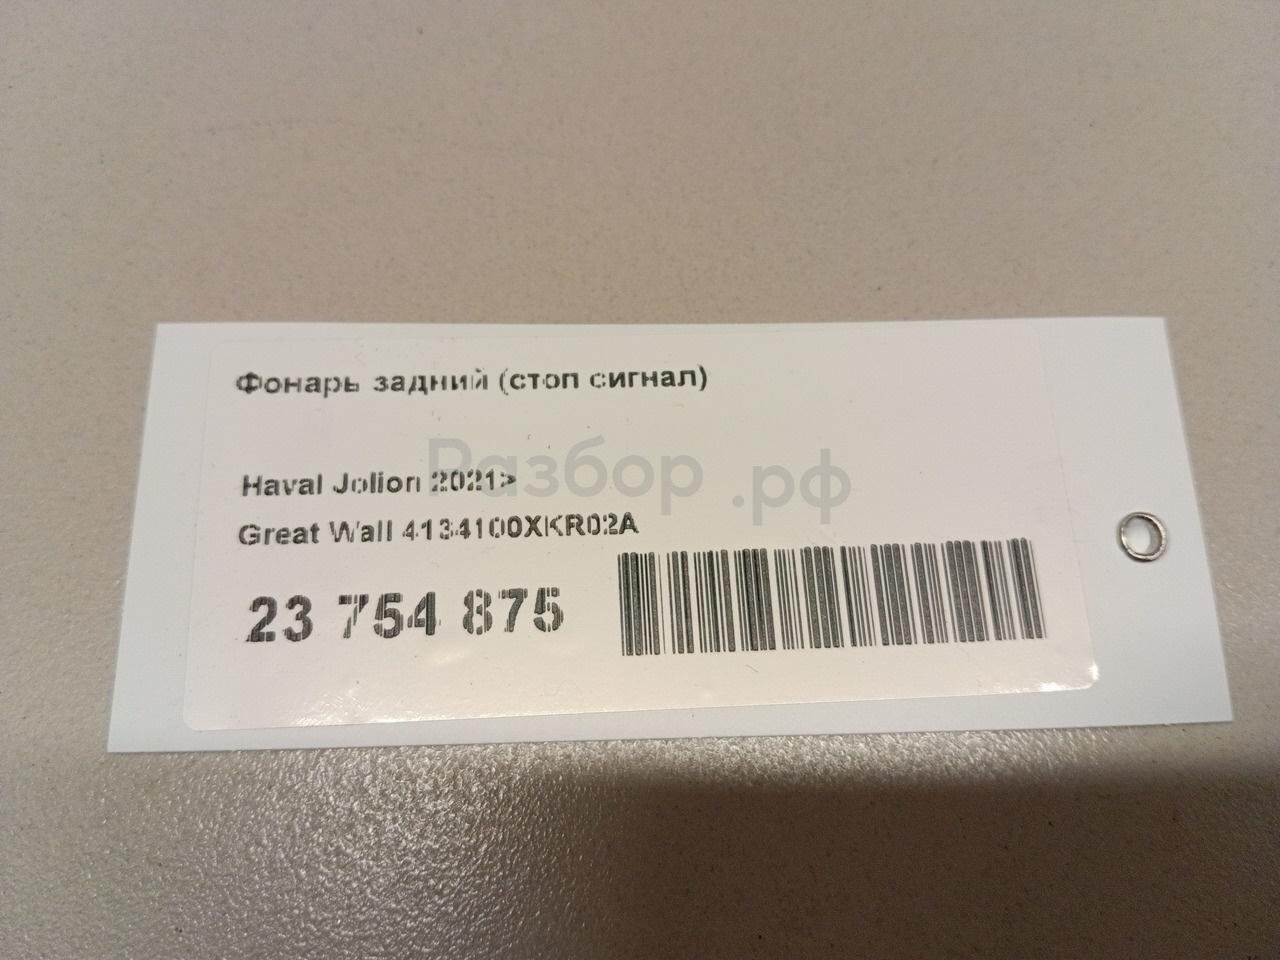 Фонарь задний (стоп сигнал)
Разбор.рф
Haval Jolion 2021>
Great Wall 4134100XKR02A
23 754 875